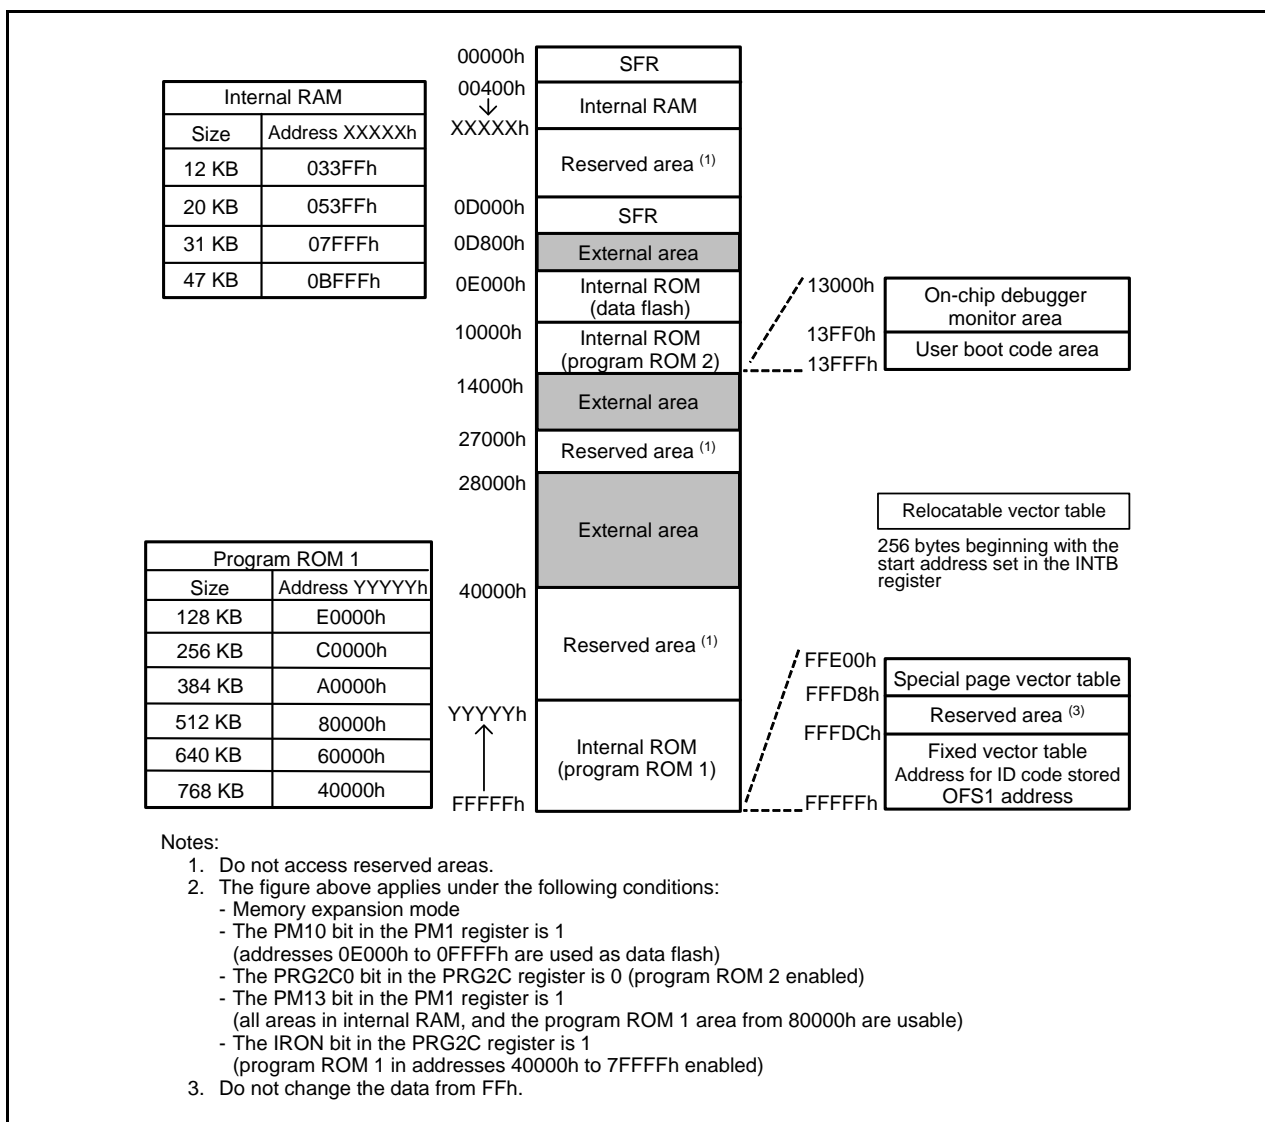 Internal RAM
Size Address XXXXXh
12 KB 033FFh
20 KB 053FFh
31 KB 07FFFh
47 KB 0BFFFh
Program ROM 1
Size Address YYYYYh
128 KB E0000h
256 KB C0000h
384 KB A0000h
512 KB 80000h
640 KB 60000h
768 KB 40000h
00000h
SFR
00400h
Internal RAM
XXXXXh
Reserved area (1)
0D000h
SFR
0D800h
External area
0E000h
Internal ROM
(data flash)
10000h
Internal ROM
(program ROM 2)
14000h
External area
27000h
Reserved area (1)
28000h
External area
40000h
Reserved area (1)
YYYYYh
Internal ROM
(program ROM 1)
FFFFFh
13000h
On-chip debugger
monitor area
13FF0h
User boot code area
13FFFh
Relocatable vector table
256 bytes beginning with the
start address set in the INTB
register
FFE00h
Special page vector table
FFFD8h
Reserved area (3)
FFFDCh
Fixed vector table
Address for ID code stored
OFS1 address
FFFFFh
Notes:
1. Do not access reserved areas.
2. The figure above applies under the following conditions:
- Memory expansion mode
- The PM10 bit in the PM1 register is 1
(addresses 0E000h to 0FFFFh are used as data flash)
- The PRG2C0 bit in the PRG2C register is 0 (program ROM 2 enabled)
- The PM13 bit in the PM1 register is 1
(all areas in internal RAM, and the program ROM 1 area from 80000h are usable)
- The IRON bit in the PRG2C register is 1
(program ROM 1 in addresses 40000h to 7FFFFh enabled)
3. Do not change the data from FFh.